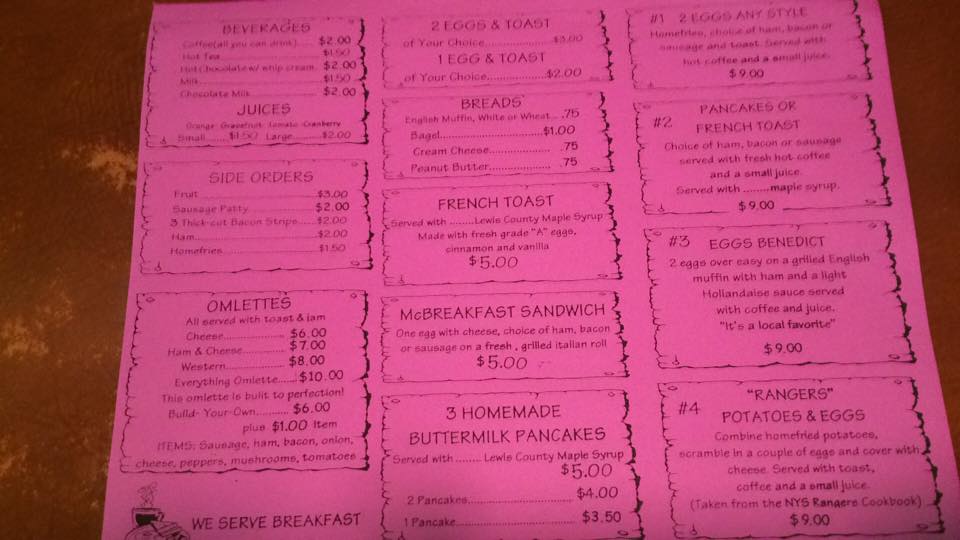 BEVERAGES
Coffee(all you can drink)..... $2.00
Hot Tea........................ $1.50
Hot Chocolate w/ whip cream. $2.00
Milk............................ $1.50
Chocolate Milk................ $2.00
JUICES
Orange Grapefruit Tomato Cranberry
Small......$1.50 Large.......$2.00
SIDE ORDERS
Fruit..........................$3.00
Sausage Patty................$2.00
3 Thick-cut Bacon Strips.....$2.00
Ham...........................$2.00
Homefries....................$1.50
OMLETTES
All served with toast & jam
Cheese................. $6.00
Ham & Cheese........... $7.00
Western................ $8.00
Everything Omlette..... $10.00
This omlette is bulit to perfection!
Build- Your-Own.......... $6.00
plus $1.00 Item
ITEMS: Sausage, ham, bacon, onion,
cheese, peppers, mushrooms, tomatoes
WE SERVE BREAKFAST
2 EGGS & TOAST
of Your Choice.................$3.00
1 EGG & TOAST
of Your Choice...............$2.00
BREADS
English Muffin, White or Wheat... .75
Bagel..........................$1.00
Cream Cheese................. .75
Peanut Butter................. .75
FRENCH TOAST
Served with ........Lewis County Maple Syrup
Made with fresh grade "A" eggs,
cinnamon and vanilla
$5.00
McBREAKFAST SANDWICH
One egg with cheese, choice of ham, bacon
or sausage on a fresh , grilled italian roll
$5.00
3 HOMEMADE
BUTTERMILK PANCAKES
Served with ........ Lewis County Maple Syrup
$5.00
2 Pancakes........................ $4.00
1 Pancake......................... $3.50
#1 2 EGGS ANY STYLE
Homefries, choice of ham, bacon or
sausage and toast. Served with
hot coffee and a small juice.
$9.00
#2 PANCAKES OR
FRENCH TOAST
Choice of ham, bacon or sausage
served with fresh hot coffee
and a small juice.
Served with .........maple syrup.
$9.00
#3 EGGS BENEDICT
2 eggs over easy on a grilled English
muffin with ham and a light
Hollandaise sauce served
with coffee and juice.
"It's a local favorite"
$9.00
#4 "RANGERS"
POTATOES & EGGS
Combine homefried potatoes,
scramble in a couple of eggs and cover with
cheese. Served with toast,
coffee and a small juice.
(Taken from the NYS Rangers Cookbook)
$9.00